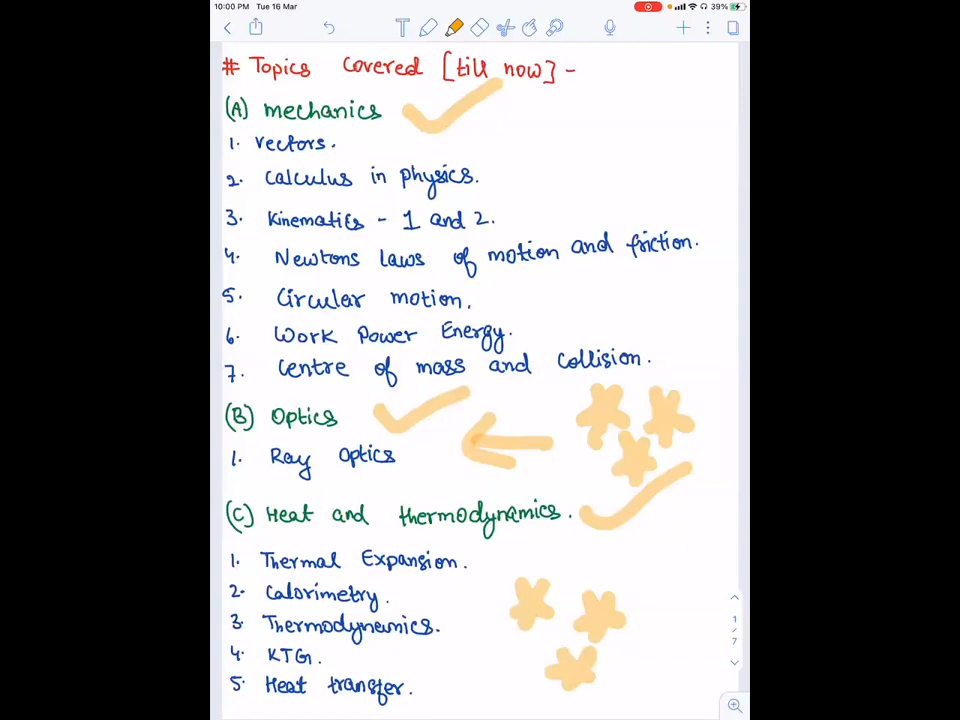 10:00 PM Tue 16 Mar 39%
# Topics Covered [till now] -
(A) mechanics
1. vectors.
2. Calculus in physics.
3. Kinematics - 1 and 2.
4. Newtons laws of motion and friction.
5. Circular motion.
6. Work Power Energy.
7. Centre of mass and collision.
(B) Optics
1. Ray Optics
(C) Heat and thermodynamics.
1. Thermal Expansion.
2. Calorimetry.
3. Thermodynamics.
4. KTG.
5. Heat transfer.
1
/
7